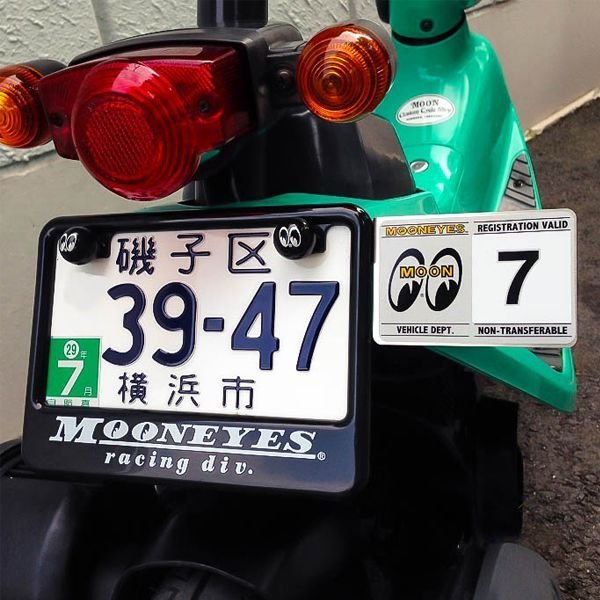 MOON
磯子区
39-47
29年
7月
横浜市
MOONEYES®
racing div.
MOONEYES
MOON
VEHICLE DEPT.
REGISTRATION VALID
7
NON-TRANSFERABLE